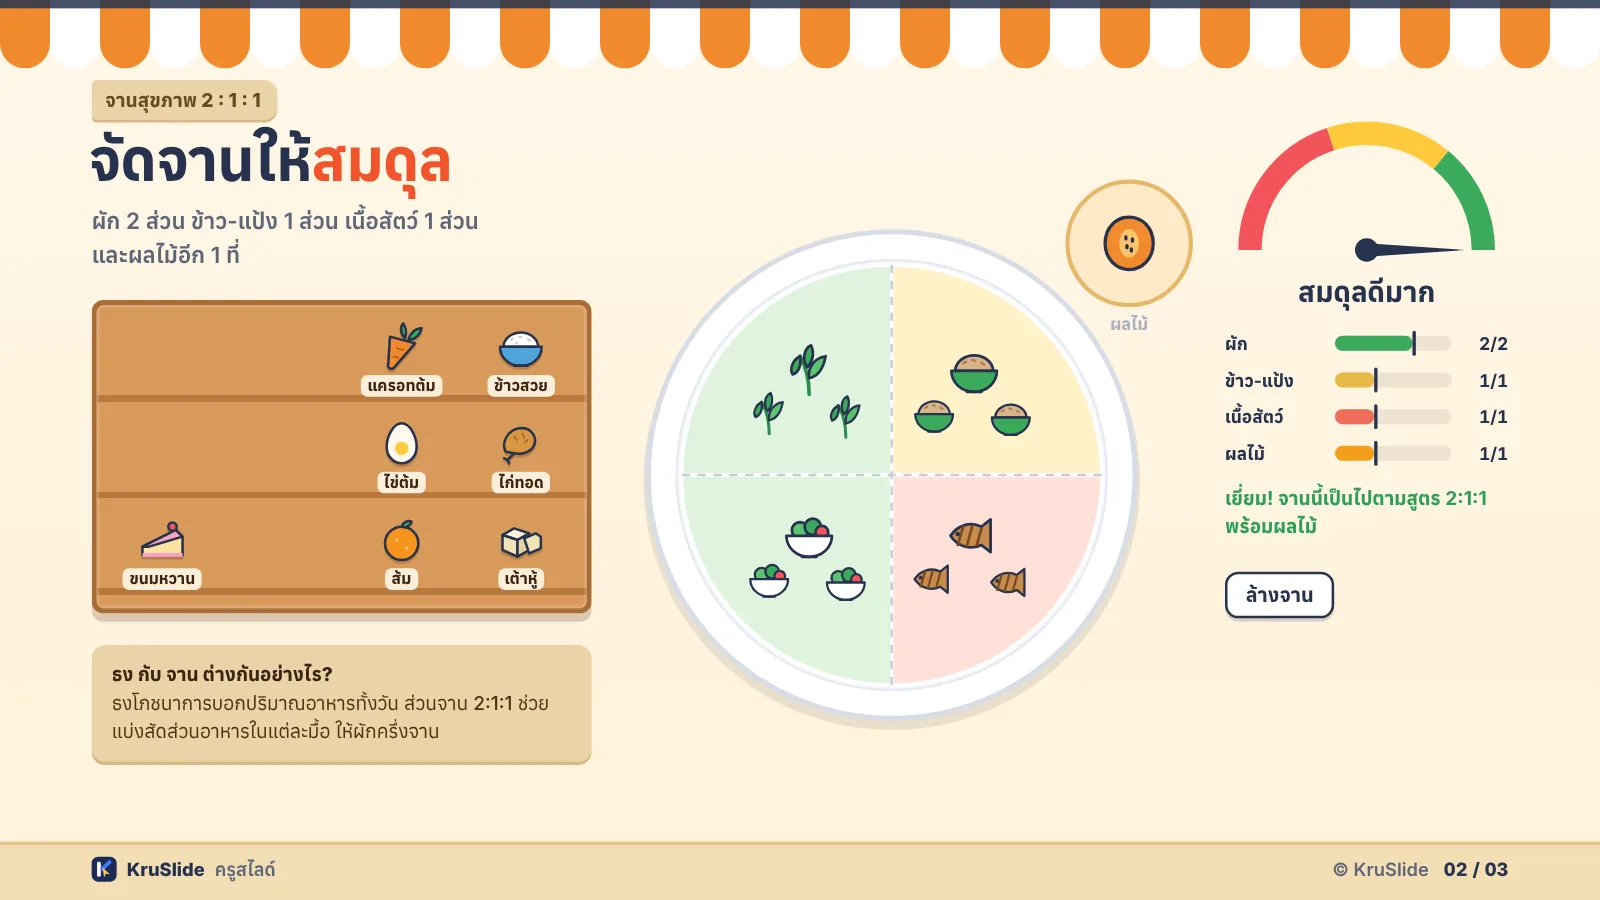 จานสุขภาพ 2 : 1 : 1
จัดจานให้สมดุล
ผัก 2 ส่วน ข้าว-แป้ง 1 ส่วน เนื้อสัตว์ 1 ส่วน
และผลไม้อีก 1 ที่
แครอทต้ม
ข้าวสวย
ไข่ต้ม
ไก่ทอด
ขนมหวาน
ส้ม
เต้าหู้
ธง กับ จาน ต่างกันอย่างไร?
ธงโภชนาการบอกปริมาณอาหารทั้งวัน ส่วนจาน 2:1:1 ช่วย
แบ่งสัดส่วนอาหารในแต่ละมื้อ ให้ผักครึ่งจาน
ผลไม้
สมดุลดีมาก
ผัก 2/2
ข้าว-แป้ง 1/1
เนื้อสัตว์ 1/1
ผลไม้ 1/1
เยี่ยม! จานนี้เป็นไปตามสูตร 2:1:1
พร้อมผลไม้
ล้างจาน
KruSlide ครูสไลด์
© KruSlide 02 / 03